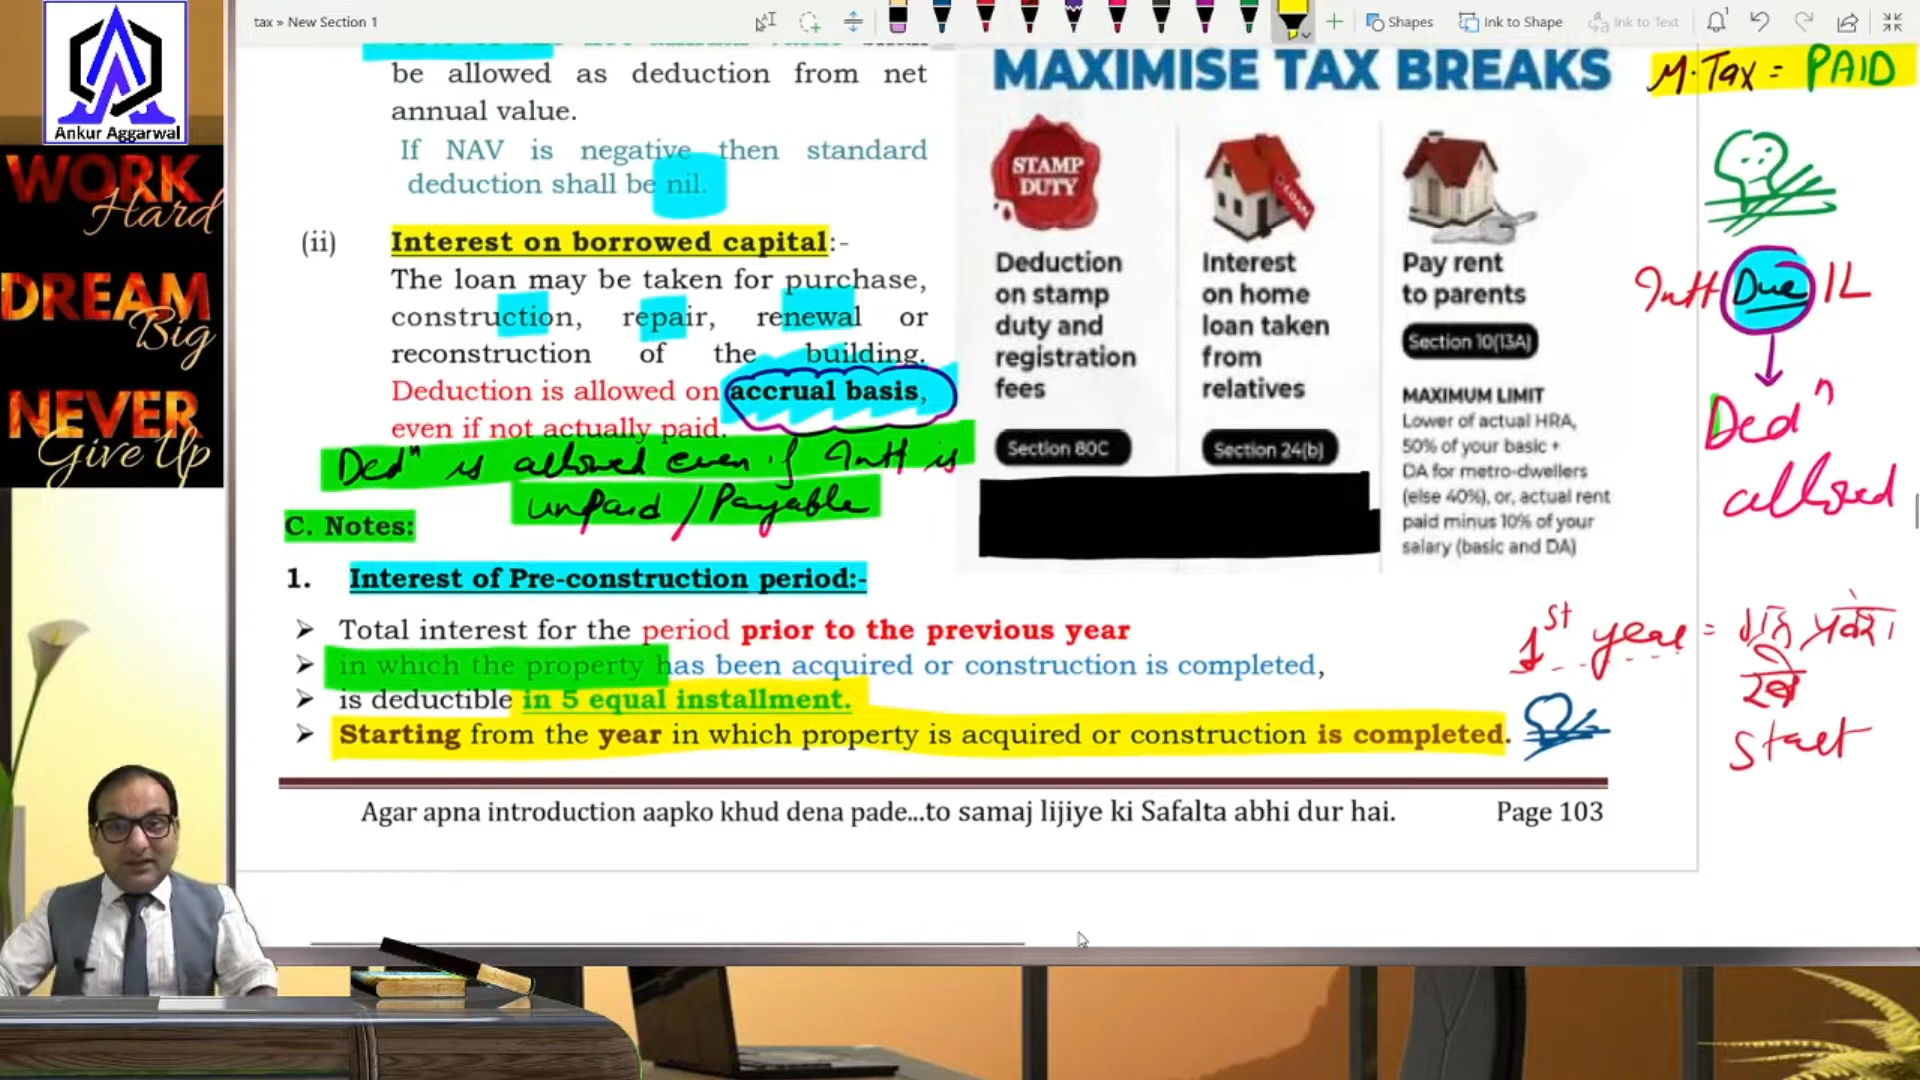 tax » New Section 1
Shapes
Ink to Shape
Ink to Text
Ankur Aggarwal
WORK
Hard
DREAM
Big
NEVER
Give Up
be allowed as deduction from net
annual value.
If NAV is negative then standard
deduction shall be nil.
(ii) Interest on borrowed capital:-
The loan may be taken for purchase,
construction, repair, renewal or
reconstruction of the building.
Deduction is allowed on accrual basis,
even if not actually paid.
Dedⁿ is allowed even if Intt is
unpaid / Payable
C. Notes:
1. Interest of Pre-construction period:-
➤ Total interest for the period prior to the previous year
➤ in which the property has been acquired or construction is completed,
➤ is deductible in 5 equal installment.
➤ Starting from the year in which property is acquired or construction is completed.
Agar apna introduction aapko khud dena pade...to samaj lijiye ki Safalta abhi dur hai.
Page 103
MAXIMISE TAX BREAKS
STAMP
DUTY
Deduction
on stamp
duty and
registration
fees
Section 80C
LOAN
Interest
on home
loan taken
from
relatives
Section 24(b)
Pay rent
to parents
Section 10(13A)
MAXIMUM LIMIT
Lower of actual HRA,
50% of your basic +
DA for metro-dwellers
(else 40%), or, actual rent
paid minus 10% of your
salary (basic and DA)
M.Tax = PAID
Intt Due 1L
Dedⁿ
allowed
1st year =
Start